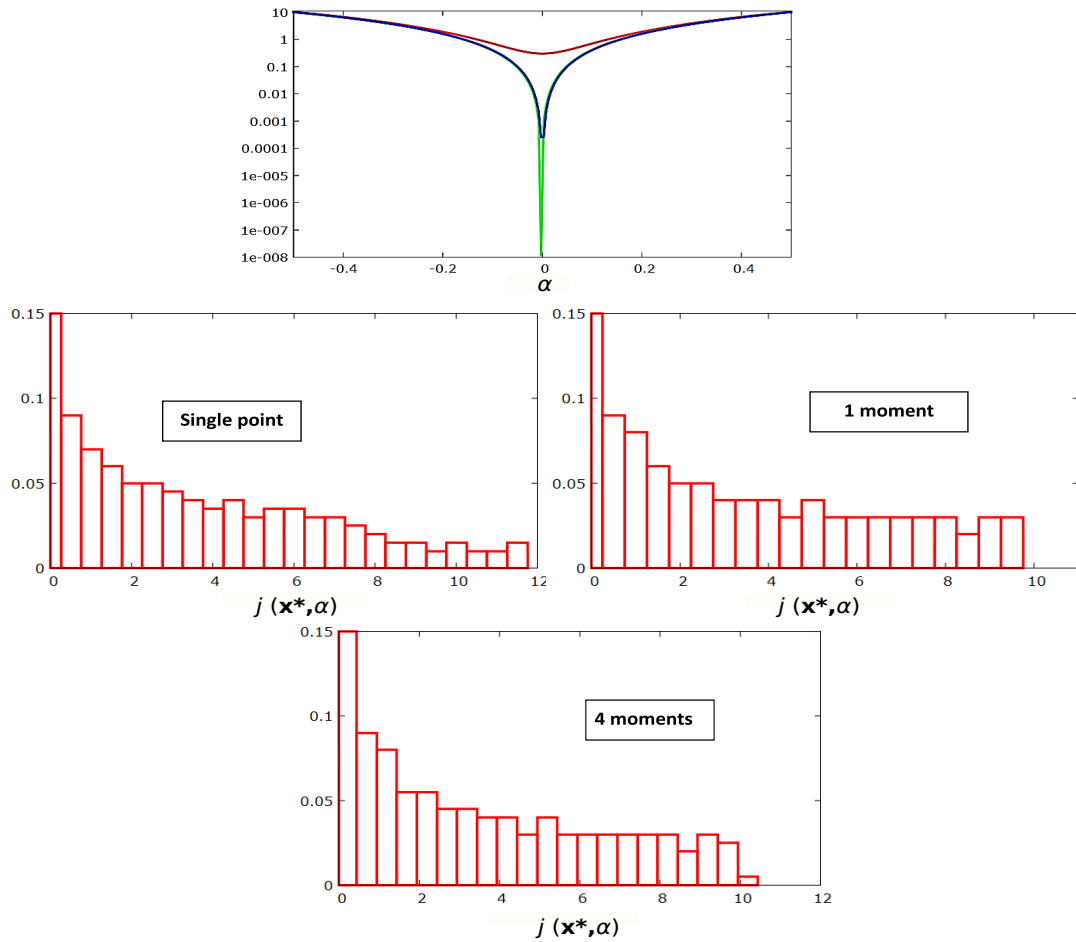 10
1
0.1
0.01
0.001
0.0001
1e-005
1e-006
1e-007
1e-008
-0.4 -0.2 0 0.2 0.4
α
0.15
0.1
0.05
0
Single point
0 2 4 6 8 10 12
j (x*,α)
0.15
0.1
0.05
0
1 moment
0 2 4 6 8 10
j (x*,α)
0.15
0.1
0.05
0
4 moments
0 2 4 6 8 10 12
j (x*,α)